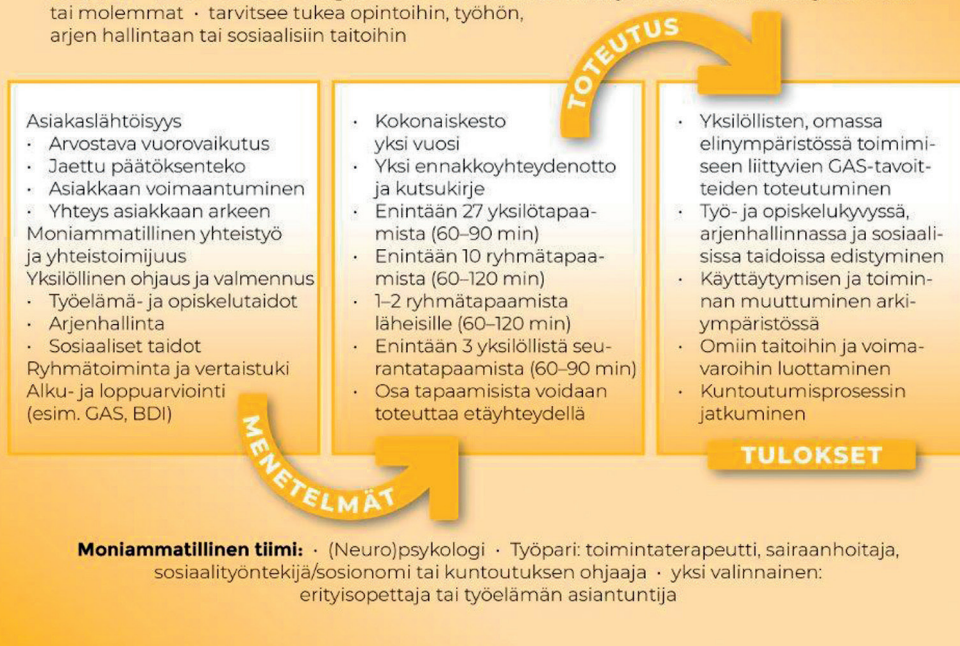 tai molemmat • tarvitsee tukea opintoihin, työhön,
arjen hallintaan tai sosiaalisiin taitoihin
TOTEUTUS
Asiakaslähtöisyys
• Arvostava vuorovaikutus
• Jaettu päätöksenteko
• Asiakkaan voimaantuminen
• Yhteys asiakkaan arkeen
Moniammatillinen yhteistyö
ja yhteistoimijuus
Yksilöllinen ohjaus ja valmennus
• Työelämä- ja opiskelutaidot
• Arjenhallinta
• Sosiaaliset taidot
Ryhmätoiminta ja vertaistuki
Alku- ja loppuarviointi
(esim. GAS, BDI)
MENETELMÄT
• Kokonaiskesto
yksi vuosi
• Yksi ennakkoyhteydenotto
ja kutsukirje
• Enintään 27 yksilötapaa-
mista (60–90 min)
• Enintään 10 ryhmätapaa-
mista (60–120 min)
• 1–2 ryhmätapaamista
läheisille (60–120 min)
• Enintään 3 yksilöllistä seu-
rantatapaamista (60–90 min)
• Osa tapaamisista voidaan
toteuttaa etäyhteydellä
• Yksilöllisten, omassa
elinympäristössä toimimi-
seen liittyvien GAS-tavoit-
teiden toteutuminen
• Työ- ja opiskelukyvyssä,
arjenhallinnassa ja sosiaali-
sissa taidoissa edistyminen
• Käyttäytymisen ja toimin-
nan muuttuminen arki-
ympäristössä
• Omiin taitoihin ja voima-
varoihin luottaminen
• Kuntoutumisprosessin
jatkuminen
TULOKSET
Moniammatillinen tiimi: • (Neuro)psykologi • Työpari: toimintaterapeutti, sairaanhoitaja,
sosiaalityöntekijä/sosionomi tai kuntoutuksen ohjaaja • yksi valinnainen:
erityisopettaja tai työelämän asiantuntija